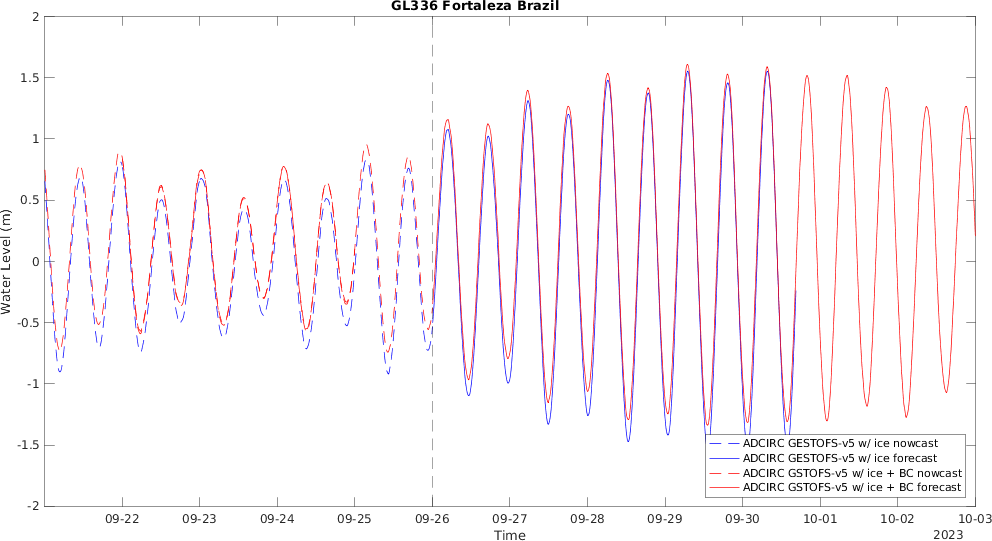 GL336 Fortaleza Brazil
2
1.5
1
0.5
0
-0.5
-1
-1.5
-2
Water Level (m)
ADCIRC GESTOFS-v5 w/ ice nowcast
ADCIRC GESTOFS-v5 w/ ice forecast
ADCIRC GSTOFS-v5 w/ ice + BC nowcast
ADCIRC GSTOFS-v5 w/ ice + BC forecast
09-22 09-23 09-24 09-25 09-26 09-27 09-28 09-29 09-30 10-01 10-02 10-03
Time
2023